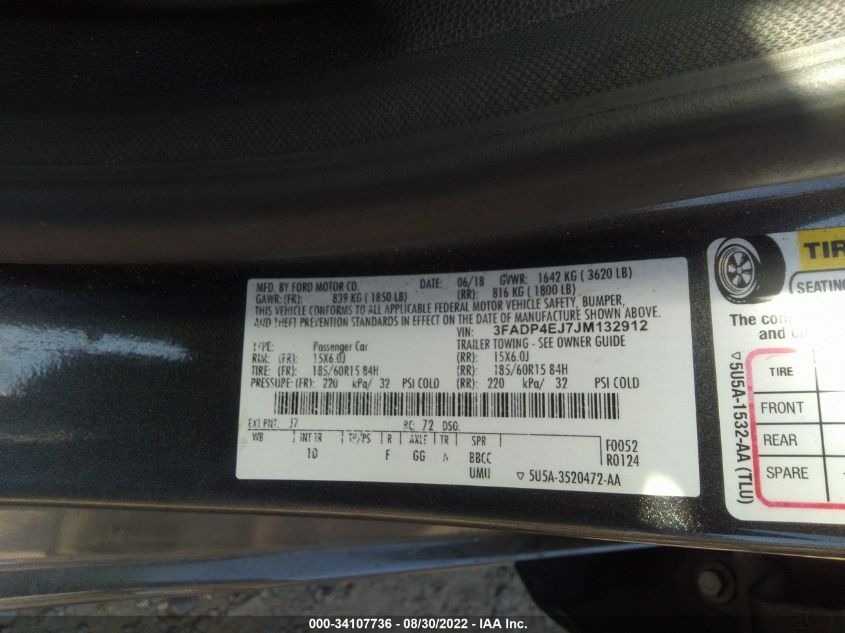 MFD. BY FORD MOTOR CO. DATE: 06/18 GVWR: 1642 KG ( 3620 LB)
GAWR: (FR): 839 KG ( 1850 LB) (RR): 816 KG ( 1800 LB)
THIS VEHICLE CONFORMS TO ALL APPLICABLE FEDERAL MOTOR VEHICLE SAFETY, BUMPER,
AND THEFT PREVENTION STANDARDS IN EFFECT ON THE DATE OF MANUFACTURE SHOWN ABOVE.
VIN: 3FADP4EJ7JM132912
TYPE: Passenger Car TRAILER TOWING - SEE OWNER GUIDE
RIM: (FR): 15X6.0J (RR): 15X6.0J
TIRE: (FR): 185/60R15 84H (RR): 185/60R15 84H
PRESSURE: (FR): 220 kPa/ 32 PSI COLD (RR): 220 kPa/ 32 PSI COLD
EXT PNT: J7 RC: 72 DSO:
WB INT TR TP/PS R AXLE TR SPR
1D F GG A BBCC
UMU
F0052
R0124
▽ 5U5A-3520472-AA
TIR
SEATING
The
TIRE
FRONT
REAR
SPARE
▽ 5U5A-1532-AA (TLU)
000-34107736 - 08/30/2022 - IAA Inc.